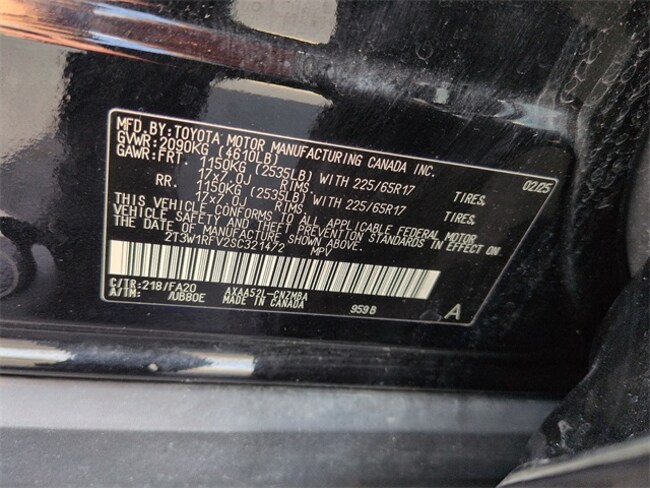 MFD.BY:TOYOTA MOTOR MANUFACTURING CANADA INC.
GVWR:2090KG (4610LB) 02/25
GAWR:FRT. 1150KG (2535LB) WITH 225/65R17 TIRES,
17x7.0J RIMS,
RR. 1150KG (2535LB) WITH 225/65R17 TIRES,
17x7.0J RIMS.
THIS VEHICLE CONFORMS TO ALL APPLICABLE FEDERAL MOTOR
VEHICLE SAFETY AND THEFT PREVENTION STANDARDS IN EFFECT ON
THE DATE OF MANUFACTURE SHOWN ABOVE.
2T3W1RFV2SC321472 MPV
C/TR:218/FA20 AXAA52L-CNZMBA
A/TM: /UB80E MADE IN CANADA 959B A